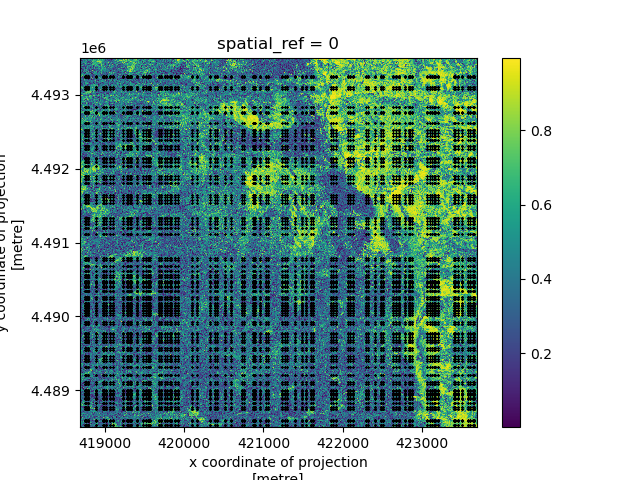 spatial_ref = 0
1e6
4.493
4.492
4.491
4.490
4.489
y coordinate of projection
[metre]
419000 420000 421000 422000 423000
x coordinate of projection
[metre]
0.8
0.6
0.4
0.2